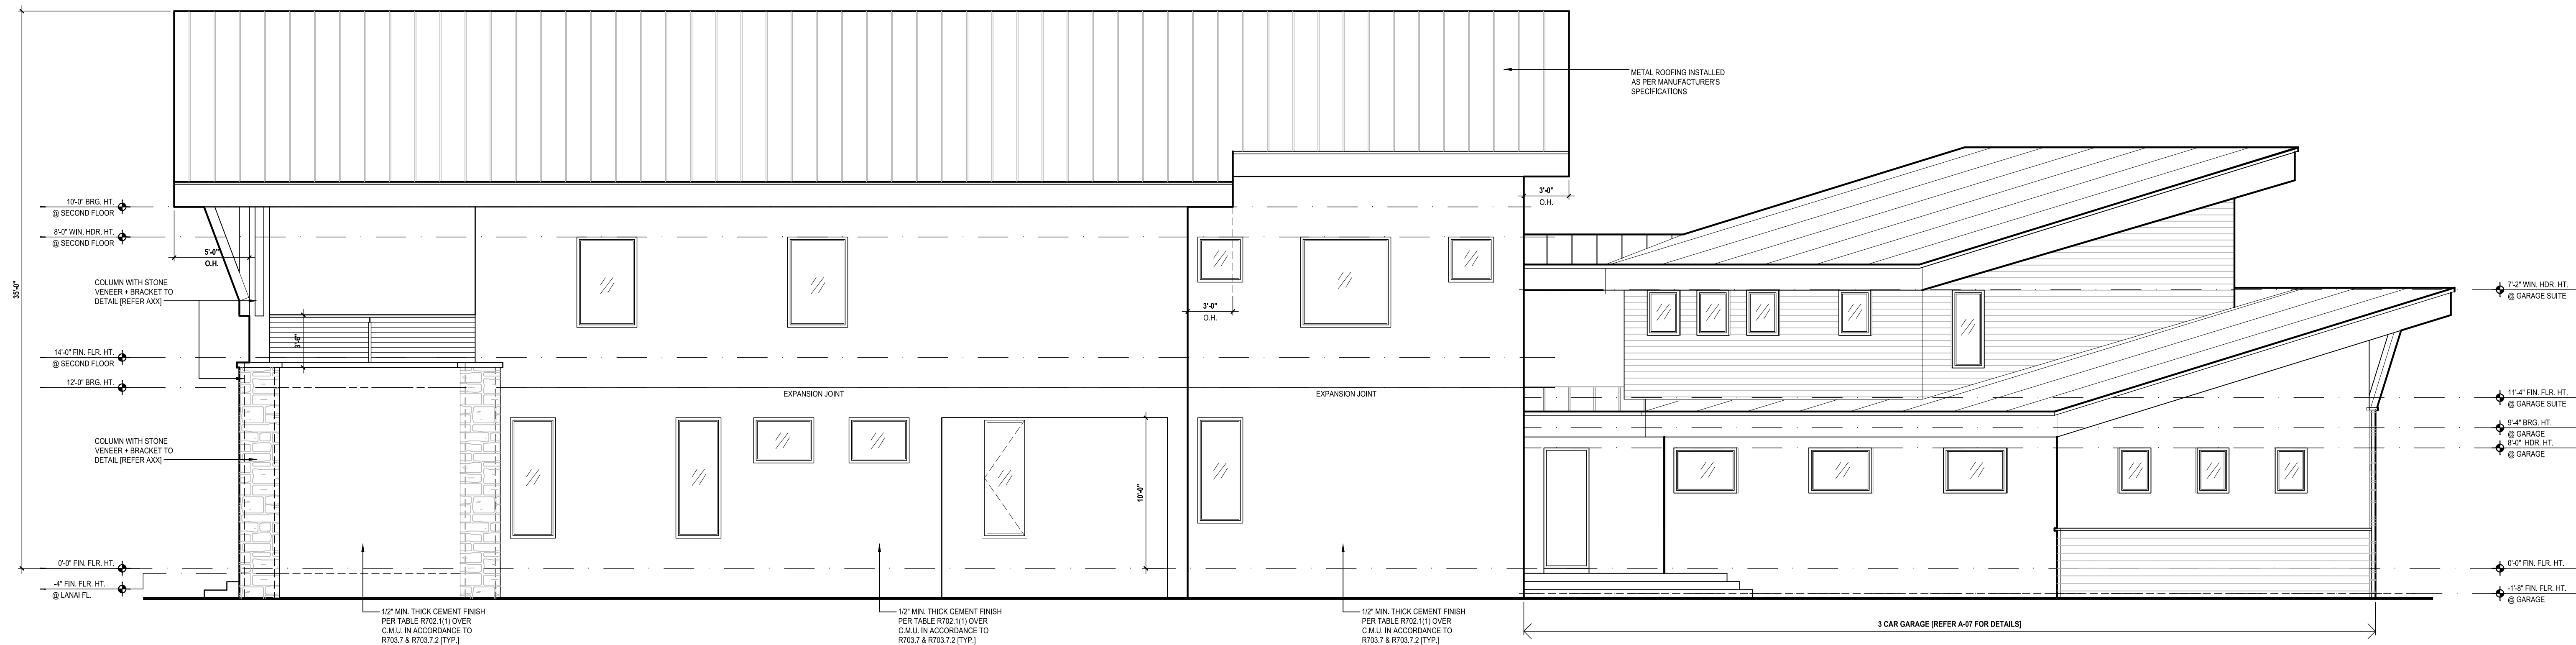 METAL ROOFING INSTALLED
AS PER MANUFACTURER'S
SPECIFICATIONS
35'-0"
10'-0" BRG. HT.
@ SECOND FLOOR
8'-0" WIN. HDR. HT.
@ SECOND FLOOR
5'-0"
O.H.
3'-0"
O.H.
3'-0"
O.H.
COLUMN WITH STONE
VENEER + BRACKET TO
DETAIL [REFER AXX]
3'-6"
14'-0" FIN. FLR. HT.
@ SECOND FLOOR
12'-0" BRG. HT.
EXPANSION JOINT
EXPANSION JOINT
COLUMN WITH STONE
VENEER + BRACKET TO
DETAIL [REFER AXX]
10'-0"
0'-0" FIN. FLR. HT.
-4" FIN. FLR. HT.
@ LANAI FL.
7'-2" WIN. HDR. HT.
@ GARAGE SUITE
11'-4" FIN. FLR. HT.
@ GARAGE SUITE
9'-4" BRG. HT.
@ GARAGE
8'-0" HDR. HT.
@ GARAGE
0'-0" FIN. FLR. HT.
-1'-8" FIN. FLR. HT.
@ GARAGE
1/2" MIN. THICK CEMENT FINISH
PER TABLE R702.1(1) OVER
C.M.U. IN ACCORDANCE TO
R703.7 & R703.7.2 [TYP.]
1/2" MIN. THICK CEMENT FINISH
PER TABLE R702.1(1) OVER
C.M.U. IN ACCORDANCE TO
R703.7 & R703.7.2 [TYP.]
1/2" MIN. THICK CEMENT FINISH
PER TABLE R702.1(1) OVER
C.M.U. IN ACCORDANCE TO
R703.7 & R703.7.2 [TYP.]
3 CAR GARAGE [REFER A-07 FOR DETAILS]